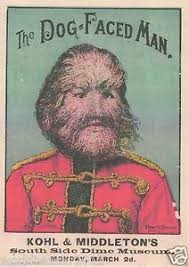 The
DOG-FACED MAN.
KOHL & MIDDLETON'S
South Side Dime Museum
MONDAY, MARCH 2d.